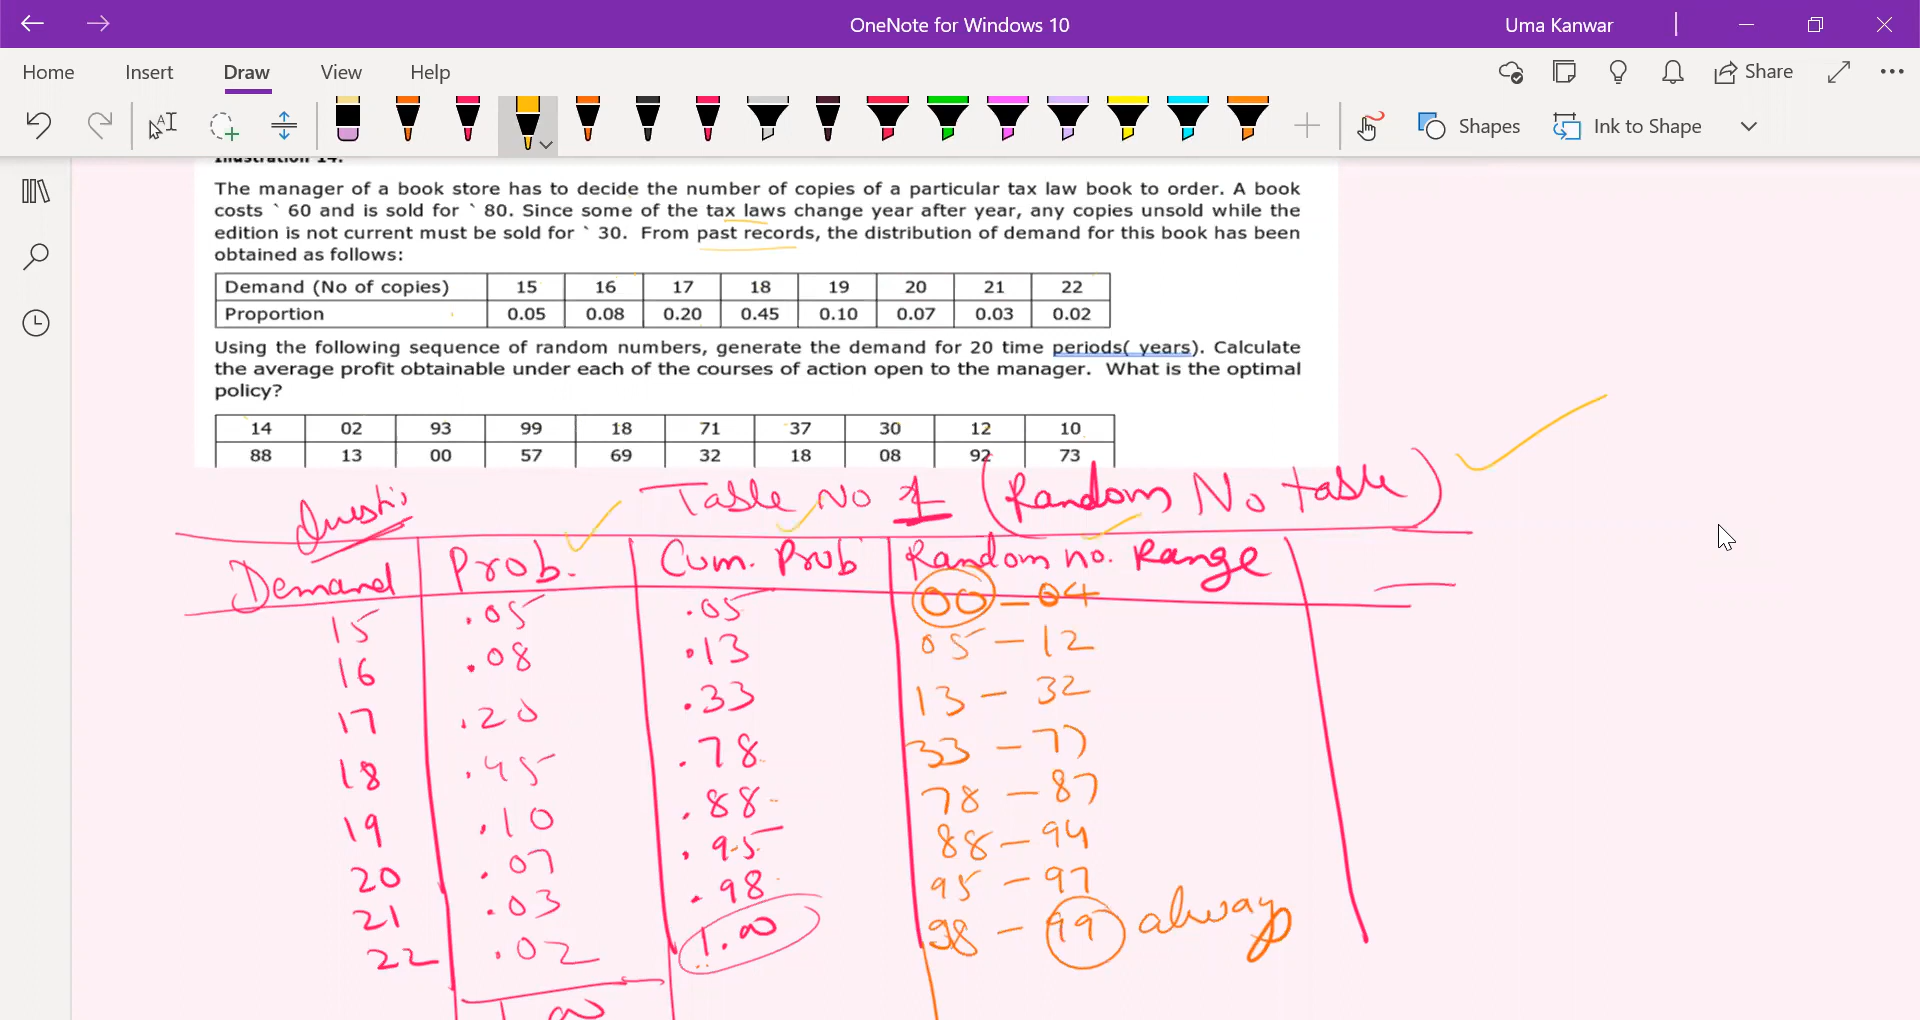 OneNote for Windows 10
Uma Kanwar
Home Insert Draw View Help
Share
Shapes Ink to Shape
Illustration 14.
The manager of a book store has to decide the number of copies of a particular tax law book to order. A book
costs ` 60 and is sold for ` 80. Since some of the tax laws change year after year, any copies unsold while the
edition is not current must be sold for ` 30. From past records, the distribution of demand for this book has been
obtained as follows:
Demand (No of copies) 15 16 17 18 19 20 21 22
Proportion 0.05 0.08 0.20 0.45 0.10 0.07 0.03 0.02
Using the following sequence of random numbers, generate the demand for 20 time periods( years). Calculate
the average profit obtainable under each of the courses of action open to the manager. What is the optimal
policy?
14 02 93 99 18 71 37 30 12 10
88 13 00 57 69 32 18 08 92 73
Table No 1 (Random No table)
Demand Prob. Cum. Prob Random no. Range
15 .05 .05 00 - 04
16 .08 .13 05 - 12
17 .20 .33 13 - 32
18 .45 .78 33 - 77
19 .10 .88 78 - 87
20 .07 .95 88 - 94
21 .03 .98 95 - 97
22 .02 1.00 98 - 99 always
1.00